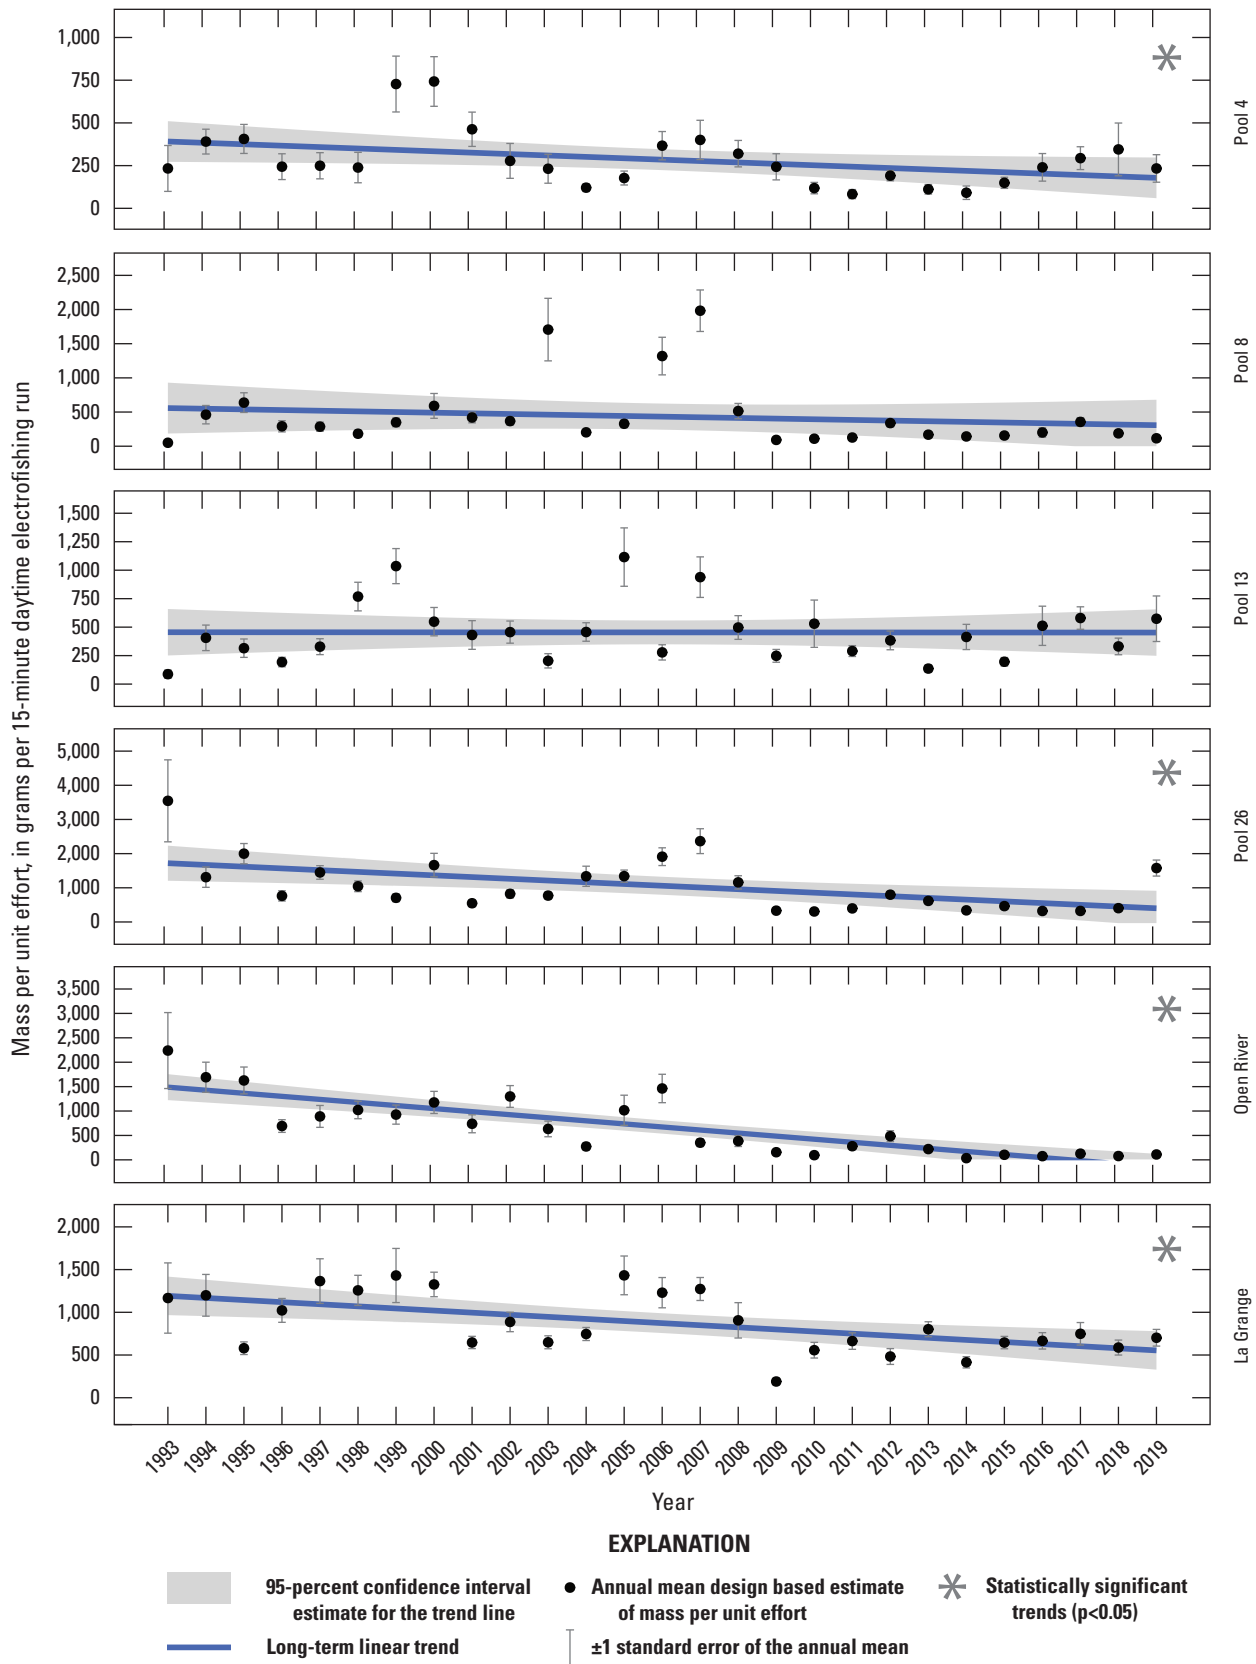 Mass per unit effort, in grams per 15-minute daytime electrofishing run
1,000
750
500
250
0
Pool 4
2,500
2,000
1,500
1,000
500
0
Pool 8
1,500
1,250
1,000
750
500
250
0
Pool 13
5,000
4,000
3,000
2,000
1,000
0
Pool 26
3,500
3,000
2,500
2,000
1,500
1,000
500
0
Open River
2,000
1,500
1,000
500
0
La Grange
1993 1994 1995 1996 1997 1998 1999 2000 2001 2002 2003 2004 2005 2006 2007 2008 2009 2010 2011 2012 2013 2014 2015 2016 2017 2018 2019
Year
EXPLANATION
95-percent confidence interval
estimate for the trend line
Long-term linear trend
Annual mean design based estimate
of mass per unit effort
±1 standard error of the annual mean
Statistically significant
trends (p<0.05)